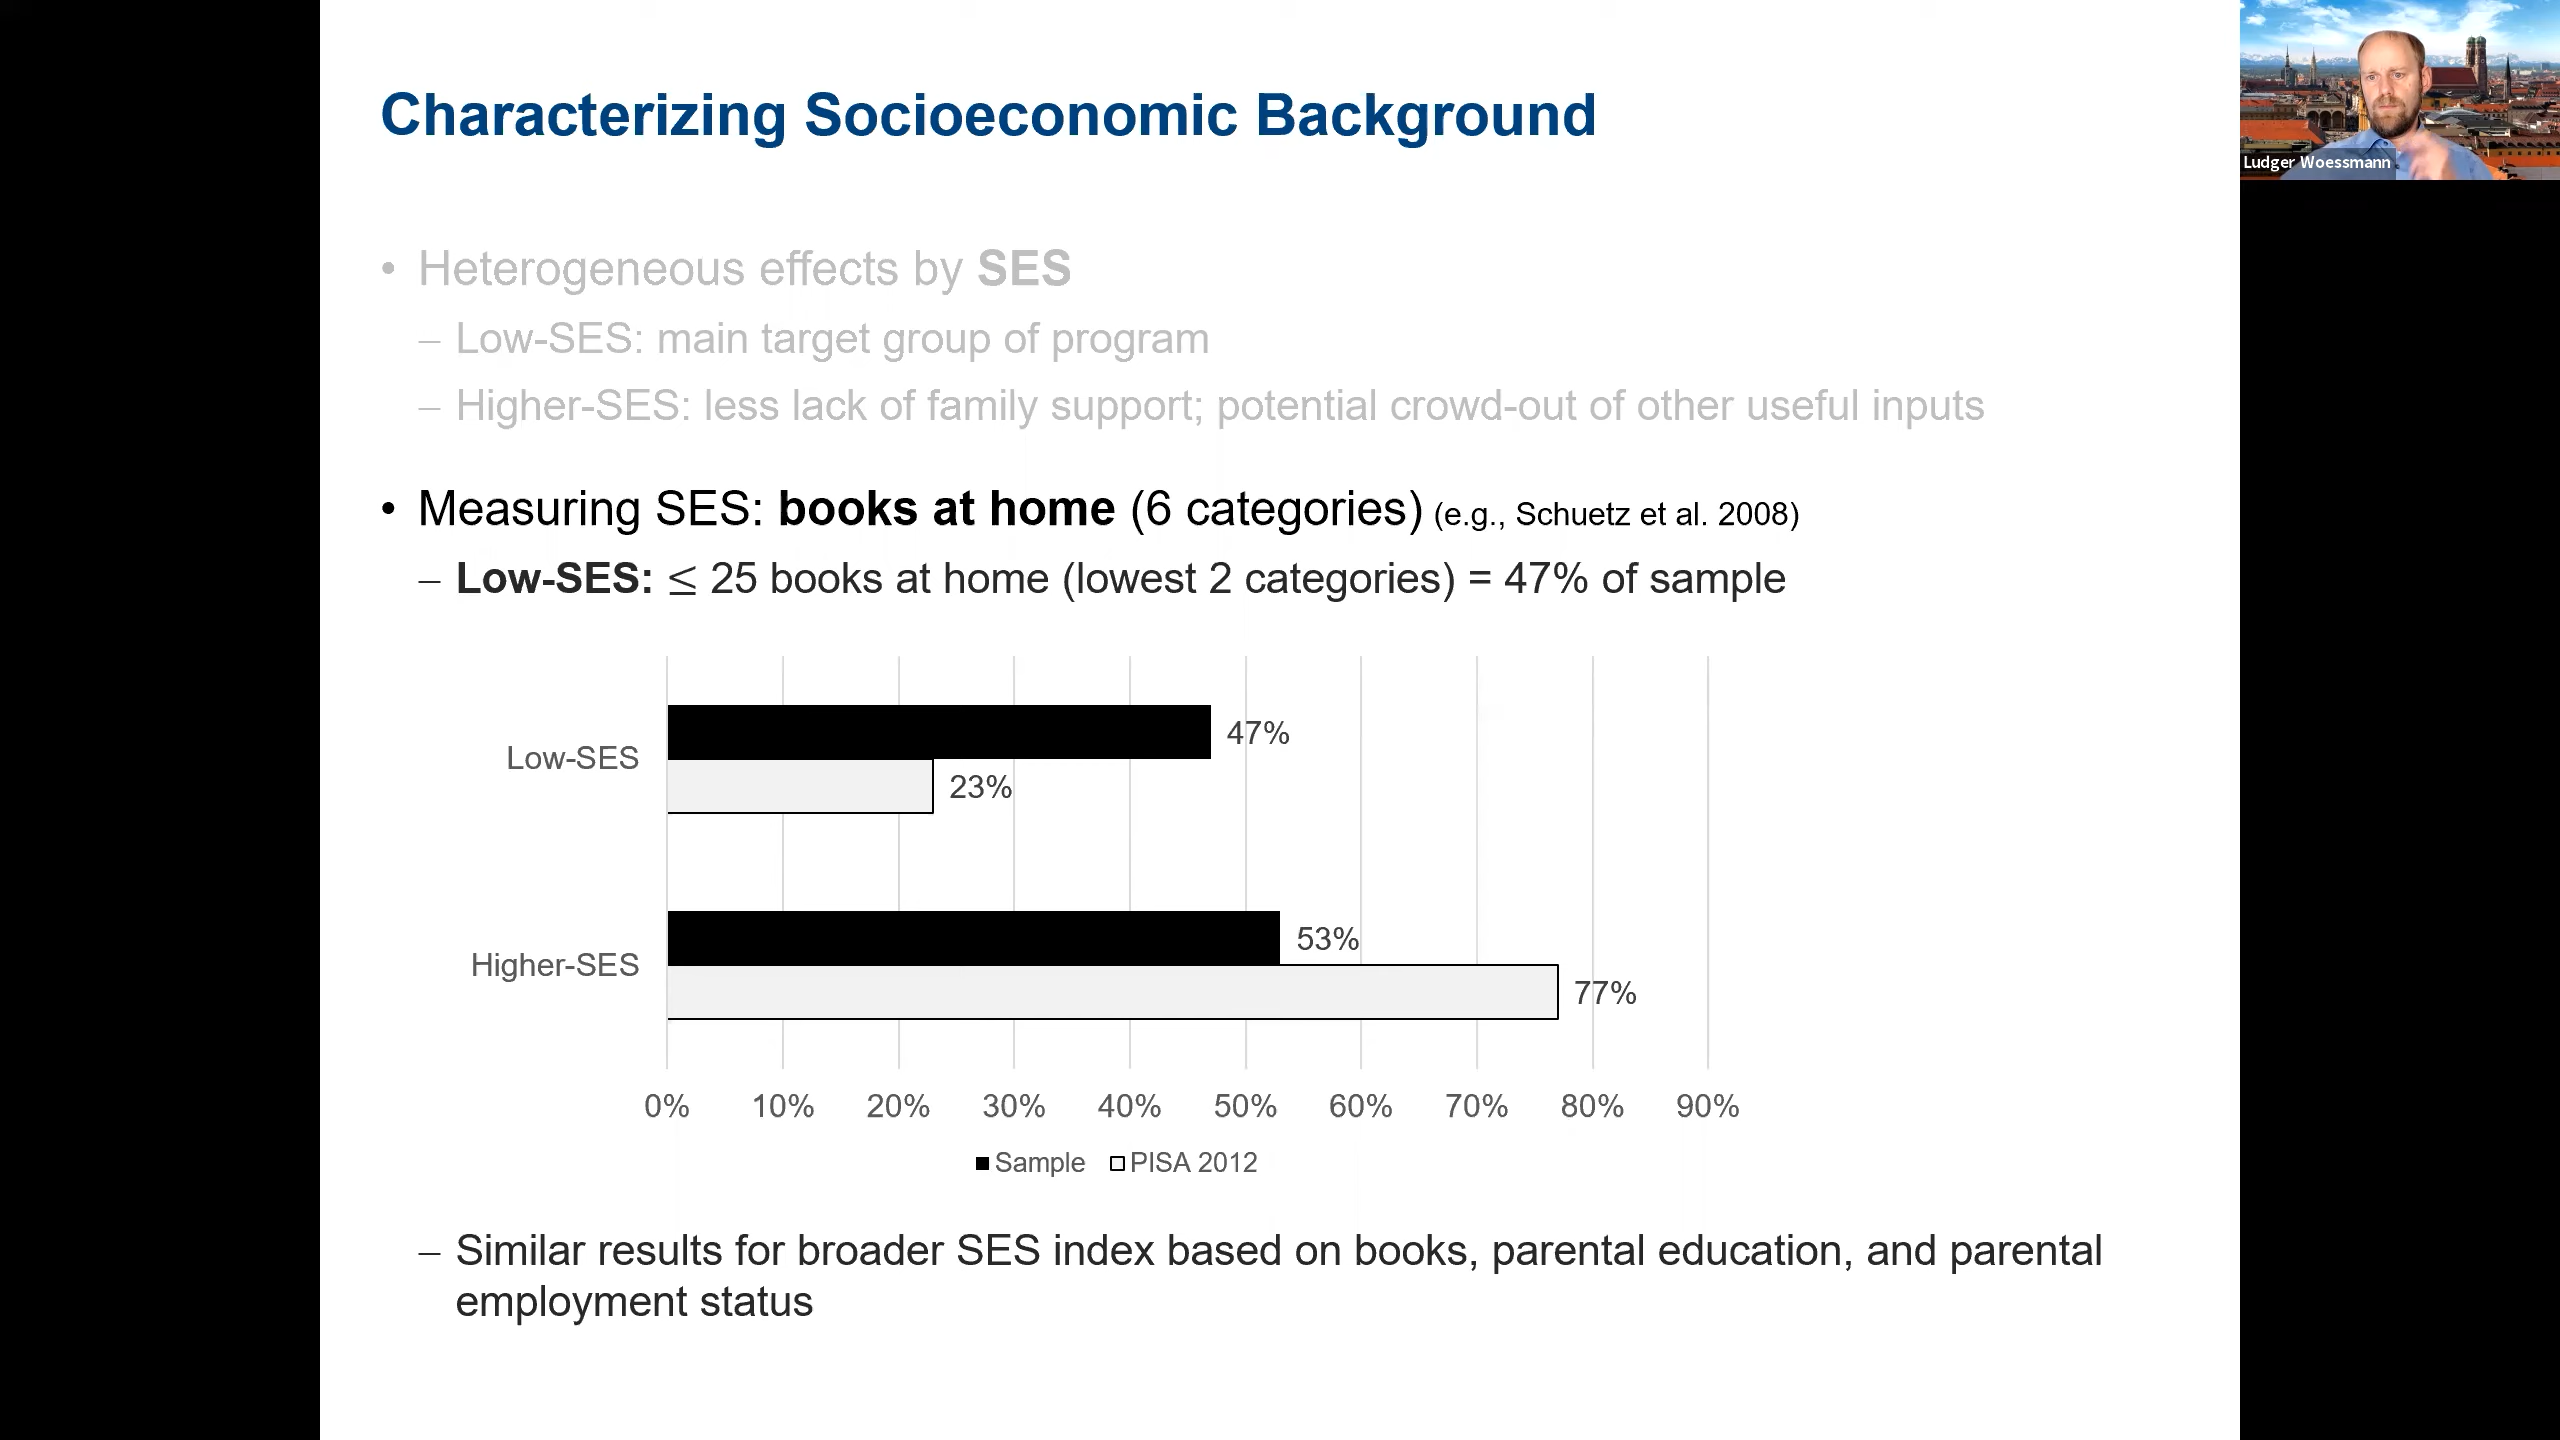 Characterizing Socioeconomic Background
Ludger Woessmann
• Heterogeneous effects by SES
– Low-SES: main target group of program
– Higher-SES: less lack of family support; potential crowd-out of other useful inputs
• Measuring SES: books at home (6 categories) (e.g., Schuetz et al. 2008)
– Low-SES: ≤ 25 books at home (lowest 2 categories) = 47% of sample
47%
Low-SES
23%
53%
Higher-SES
77%
0% 10% 20% 30% 40% 50% 60% 70% 80% 90%
Sample PISA 2012
– Similar results for broader SES index based on books, parental education, and parental
employment status